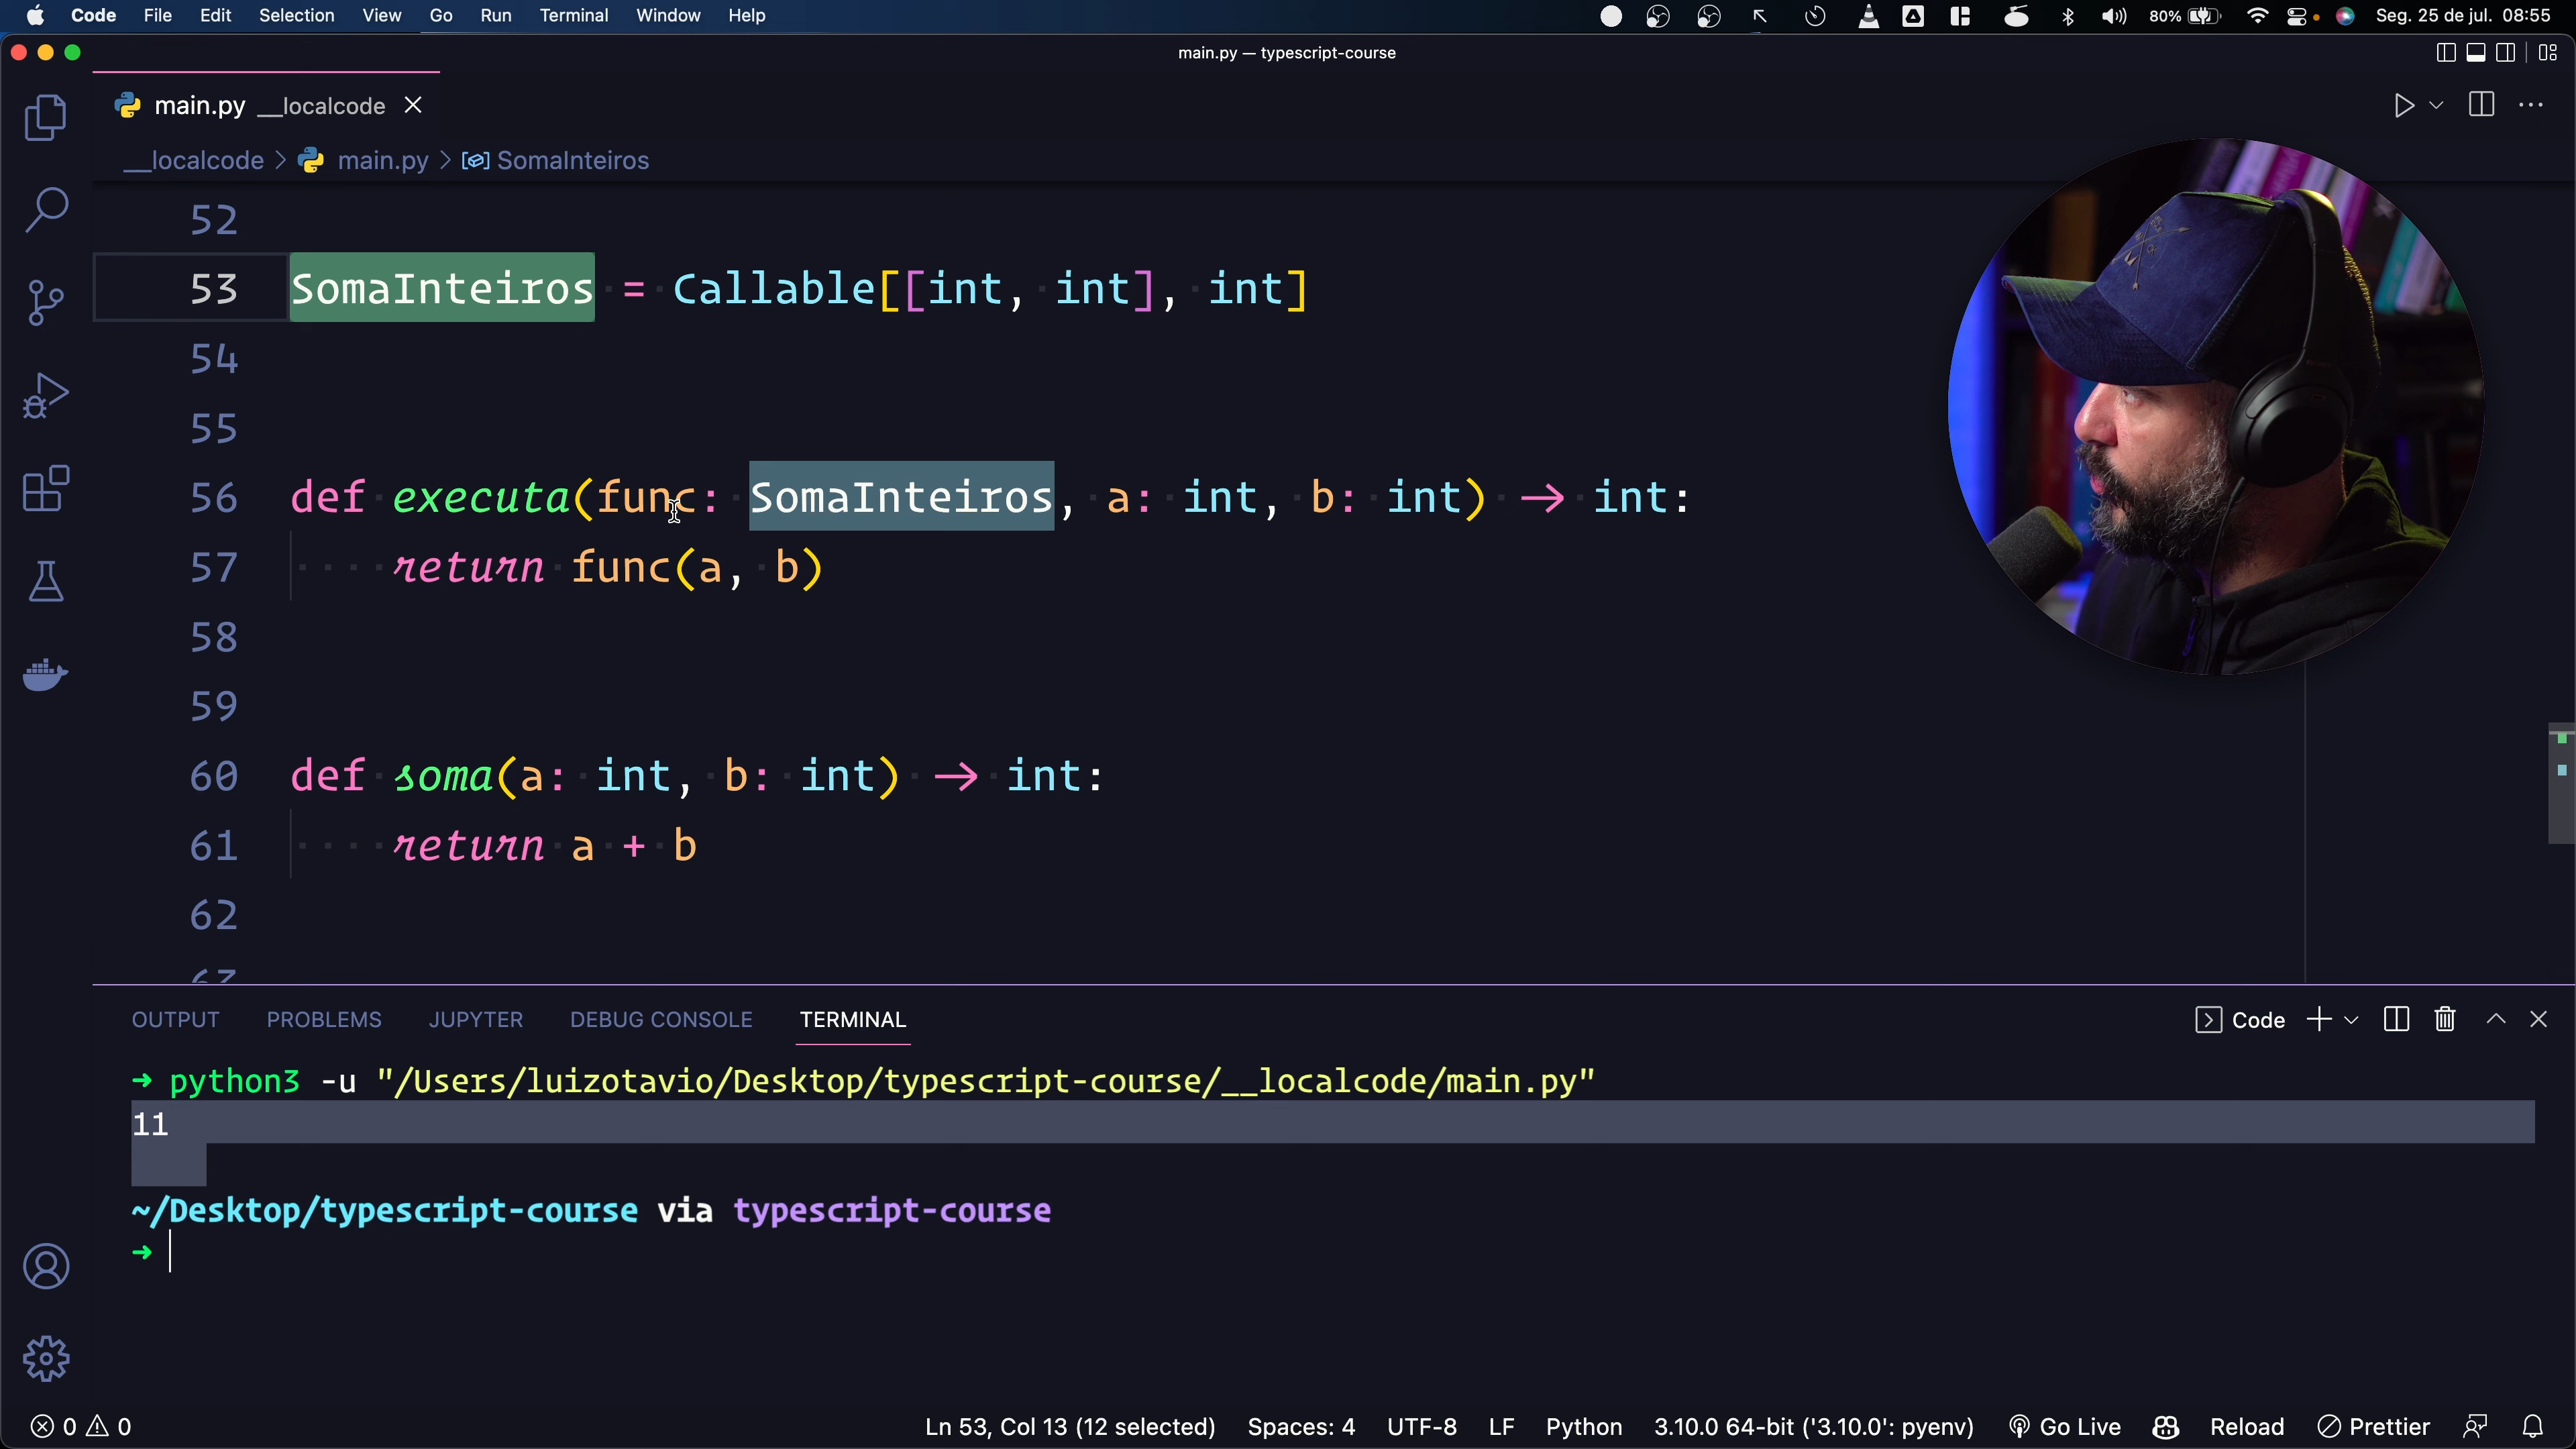 Code File Edit Selection View Go Run Terminal Window Help 80% Seg. 25 de jul. 08:55
main.py — typescript-course
main.py __localcode
__localcode > main.py > SomaInteiros
52
53 SomaInteiros = Callable[[int, int], int]
54
55
56 def executa(func: SomaInteiros, a: int, b: int) → int:
57 return func(a, b)
58
59
60 def soma(a: int, b: int) → int:
61 return a + b
62
63
OUTPUT PROBLEMS JUPYTER DEBUG CONSOLE TERMINAL Code
➜ python3 -u "/Users/luizotavio/Desktop/typescript-course/__localcode/main.py"
11
~/Desktop/typescript-course via typescript-course
➜
0 0 Ln 53, Col 13 (12 selected) Spaces: 4 UTF-8 LF Python 3.10.0 64-bit ('3.10.0': pyenv) Go Live Reload Prettier